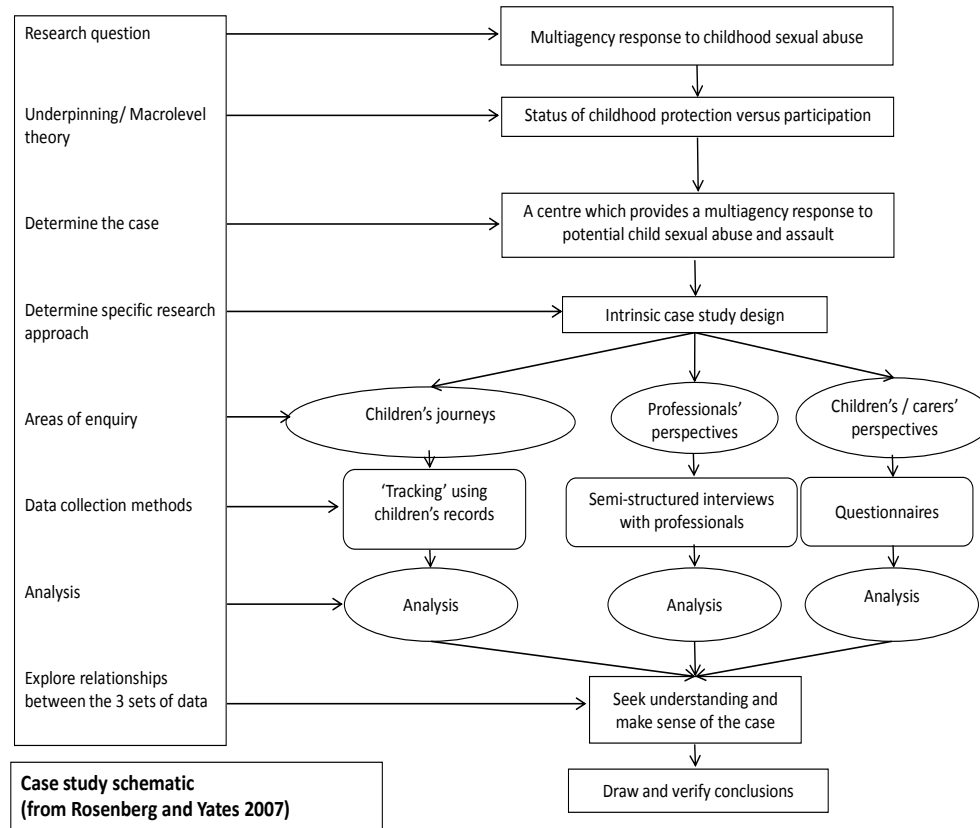 Research question
Multiagency response to childhood sexual abuse
Underpinning/ Macrolevel
theory
Status of childhood protection versus participation
Determine the case
A centre which provides a multiagency response to
potential child sexual abuse and assault
Determine specific research
approach
Intrinsic case study design
Areas of enquiry
Children’s journeys
Professionals’
perspectives
Children’s / carers’
perspectives
Data collection methods
‘Tracking’ using
children’s records
Semi-structured interviews
with professionals
Questionnaires
Analysis
Analysis
Analysis
Analysis
Explore relationships
between the 3 sets of data
Seek understanding and
make sense of the case
Draw and verify conclusions
Case study schematic
(from Rosenberg and Yates 2007)